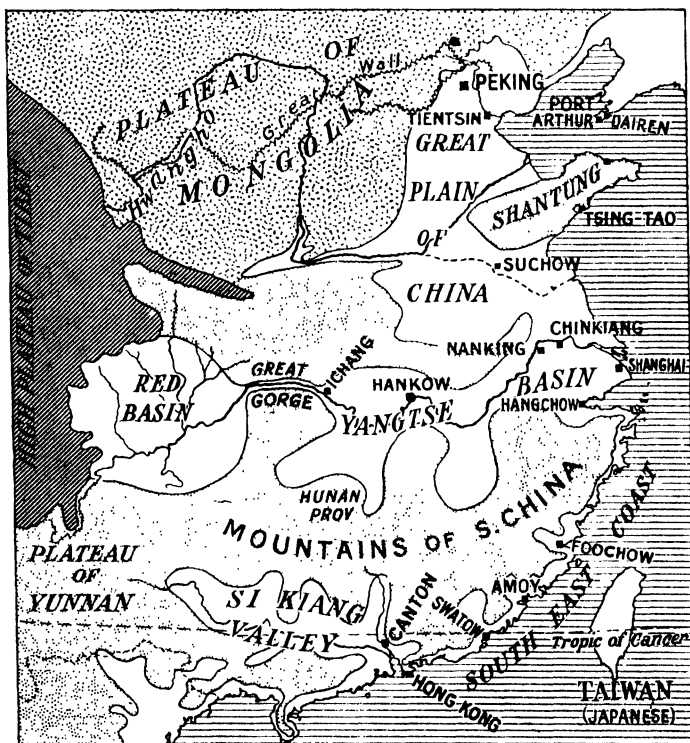 PLATEAU OF
MONGOLIA
Great Wall
Hwangho
HIGH PLATEAU OF TIBET
PEKING
TIENTSIN
PORT
ARTHUR
DAIREN
GREAT
PLAIN
OF
CHINA
SHANTUNG
TSING-TAO
SUCHOW
CHINKIANG
NANKING
SHANGHAI
BASIN
HANGCHOW
ICHANG
GREAT
GORGE
HANKOW
YANGTSE
RED
BASIN
HUNAN
PROV
MOUNTAINS OF S. CHINA
PLATEAU
OF
YUNNAN
SI KIANG
VALLEY
CANTON
HONG KONG
SWATOW
AMOY
FOOCHOW
SOUTH EAST COAST
Tropic of Cancer
TAIWAN
(JAPANESE)